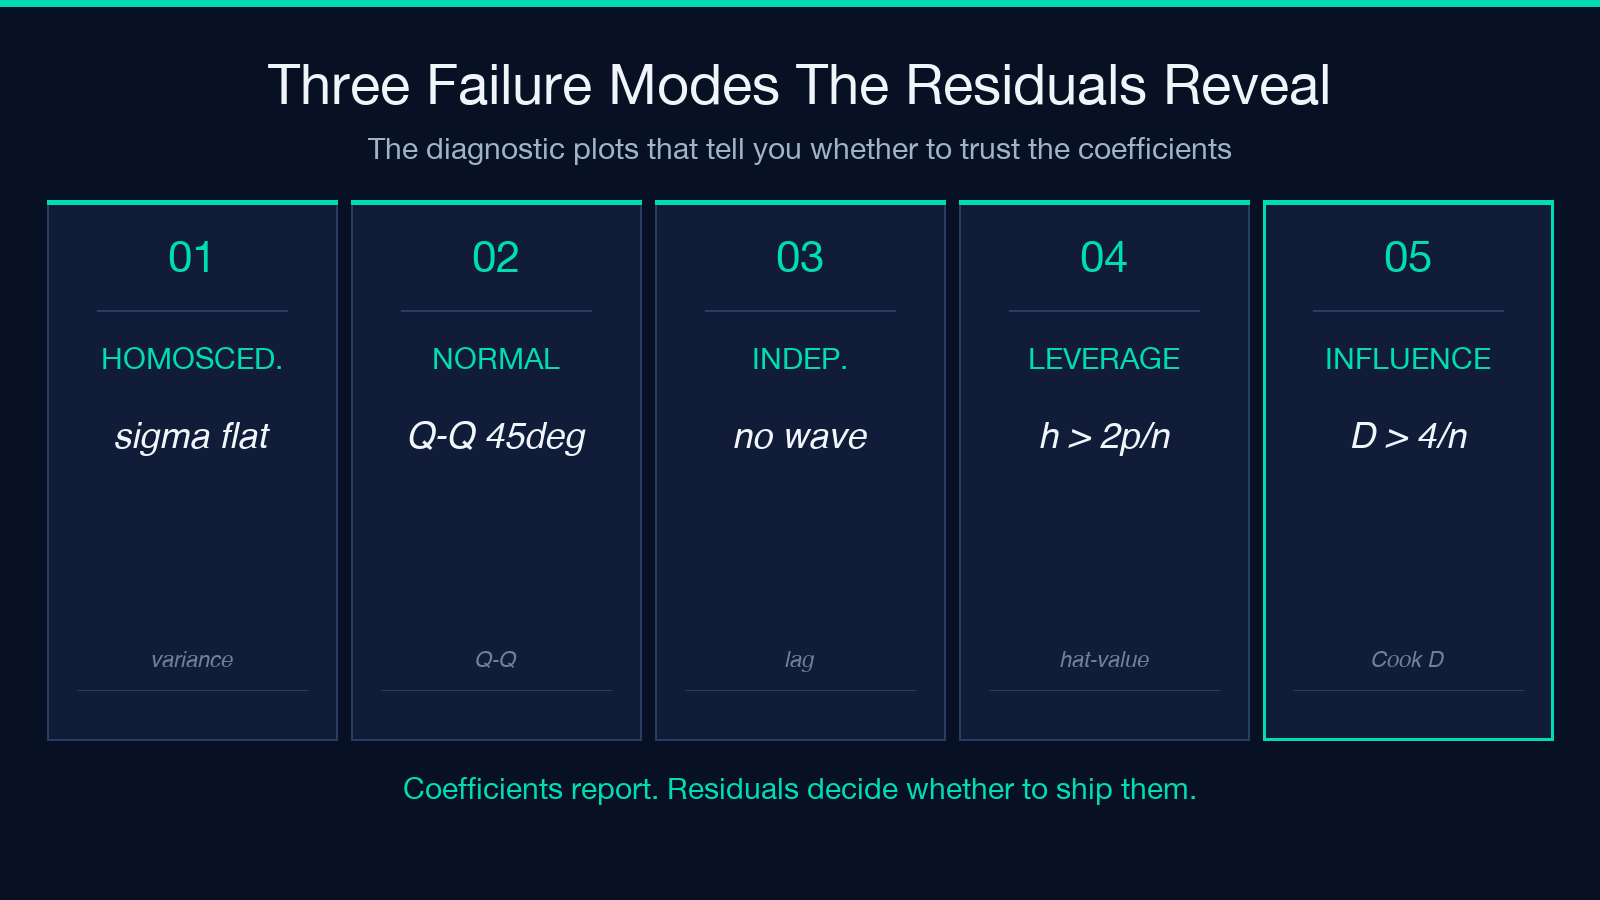 Three Failure Modes The Residuals Reveal
The diagnostic plots that tell you whether to trust the coefficients
01
HOMOSCED.
sigma flat
variance
02
NORMAL
Q-Q 45deg
Q-Q
03
INDEP.
no wave
lag
04
LEVERAGE
h > 2p/n
hat-value
05
INFLUENCE
D > 4/n
Cook D
Coefficients report. Residuals decide whether to ship them.